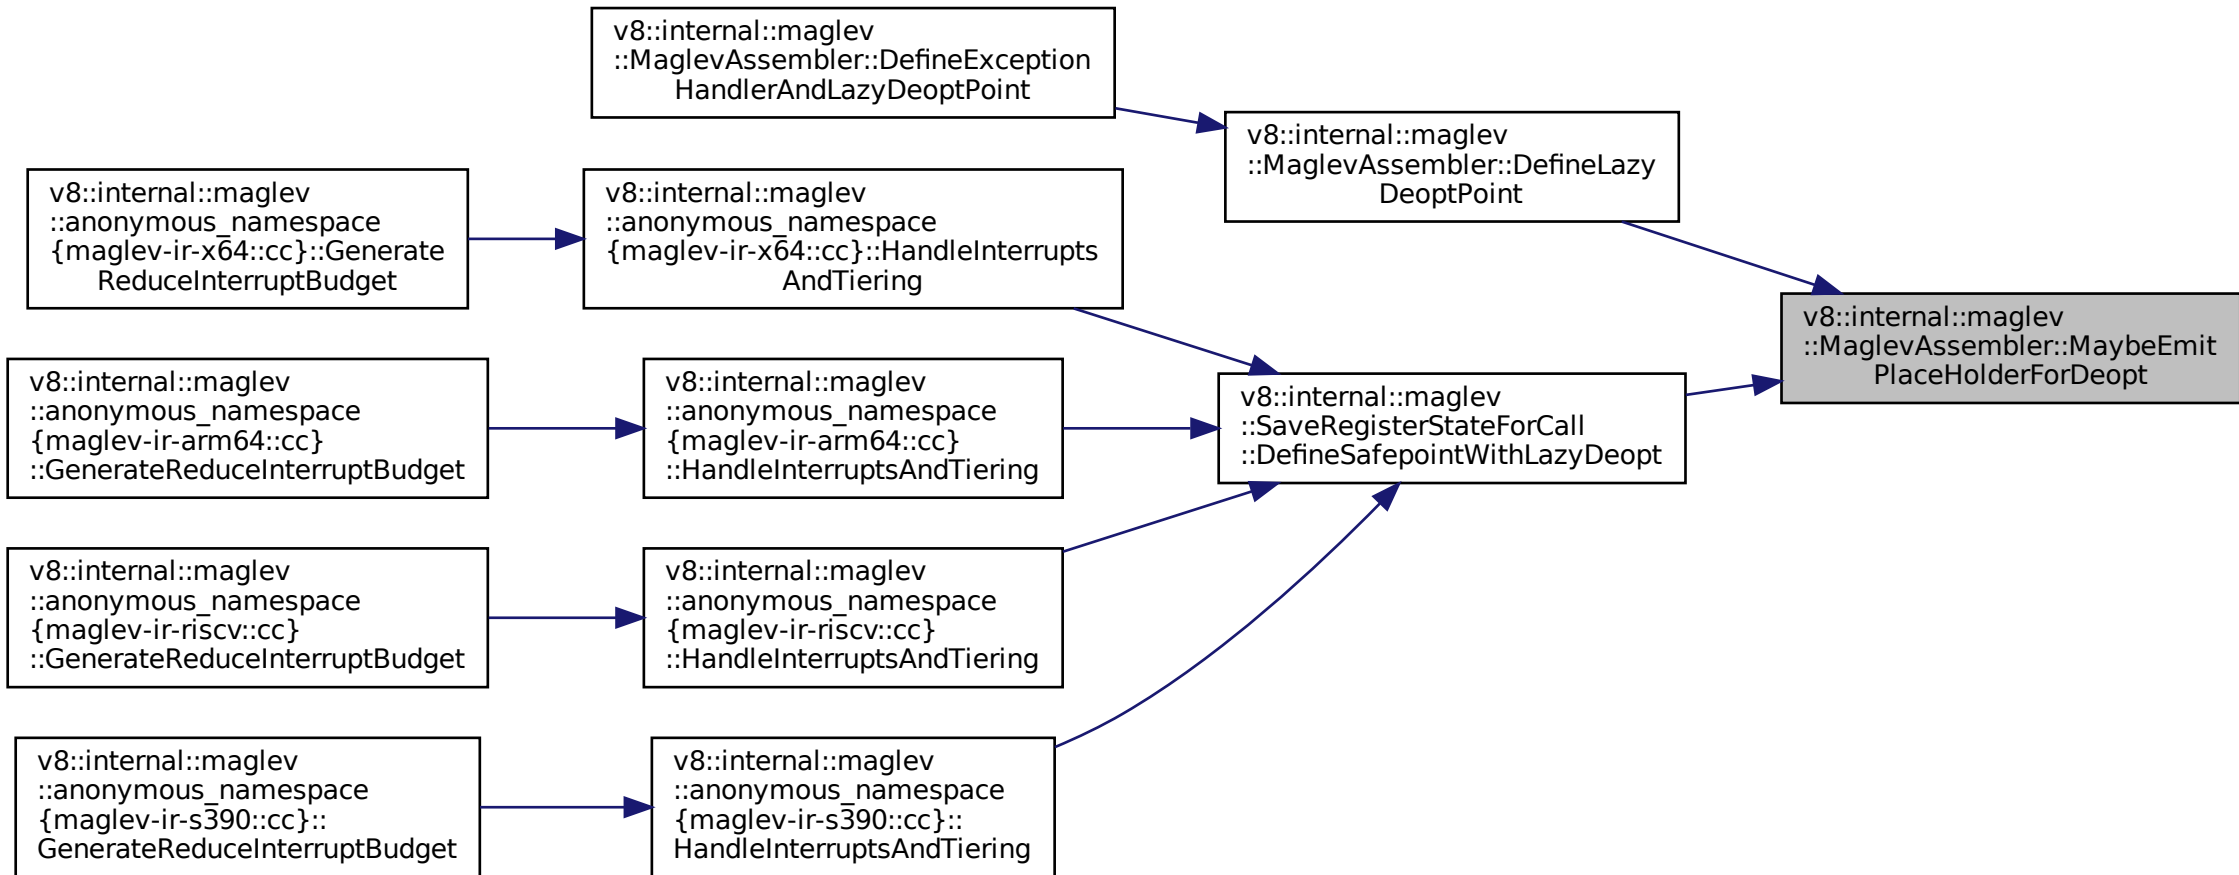 v8::internal::maglev
::MaglevAssembler::DefineException
HandlerAndLazyDeoptPoint
v8::internal::maglev
::MaglevAssembler::DefineLazy
DeoptPoint
v8::internal::maglev
::anonymous_namespace
{maglev-ir-x64::cc}::Generate
ReduceInterruptBudget
v8::internal::maglev
::anonymous_namespace
{maglev-ir-x64::cc}::HandleInterrupts
AndTiering
v8::internal::maglev
::MaglevAssembler::MaybeEmit
PlaceHolderForDeopt
v8::internal::maglev
::anonymous_namespace
{maglev-ir-arm64::cc}
::GenerateReduceInterruptBudget
v8::internal::maglev
::anonymous_namespace
{maglev-ir-arm64::cc}
::HandleInterruptsAndTiering
v8::internal::maglev
::SaveRegisterStateForCall
::DefineSafepointWithLazyDeopt
v8::internal::maglev
::anonymous_namespace
{maglev-ir-riscv::cc}
::GenerateReduceInterruptBudget
v8::internal::maglev
::anonymous_namespace
{maglev-ir-riscv::cc}
::HandleInterruptsAndTiering
v8::internal::maglev
::anonymous_namespace
{maglev-ir-s390::cc}::
GenerateReduceInterruptBudget
v8::internal::maglev
::anonymous_namespace
{maglev-ir-s390::cc}::
HandleInterruptsAndTiering